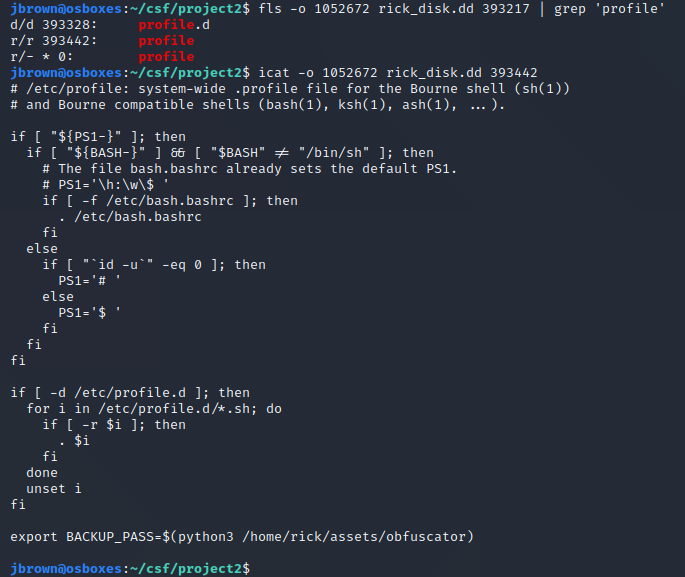 jbrown@osboxes:~/csf/project2$ fls -o 1052672 rick_disk.dd 393217 | grep 'profile'
d/d 393328:	profile.d
r/r 393442:	profile
r/- * 0:	profile
jbrown@osboxes:~/csf/project2$ icat -o 1052672 rick_disk.dd 393442
# /etc/profile: system-wide .profile file for the Bourne shell (sh(1))
# and Bourne compatible shells (bash(1), ksh(1), ash(1), ...).

if [ "${PS1-}" ]; then
  if [ "${BASH-}" ] && [ "$BASH" != "/bin/sh" ]; then
    # The file bash.bashrc already sets the default PS1.
    # PS1='\h:\w\$ '
    if [ -f /etc/bash.bashrc ]; then
      . /etc/bash.bashrc
    fi
  else
    if [ "`id -u`" -eq 0 ]; then
      PS1='# '
    else
      PS1='$ '
    fi
  fi
fi

if [ -d /etc/profile.d ]; then
  for i in /etc/profile.d/*.sh; do
    if [ -r $i ]; then
      . $i
    fi
  done
  unset i
fi

export BACKUP_PASS=$(python3 /home/rick/assets/obfuscator)

jbrown@osboxes:~/csf/project2$